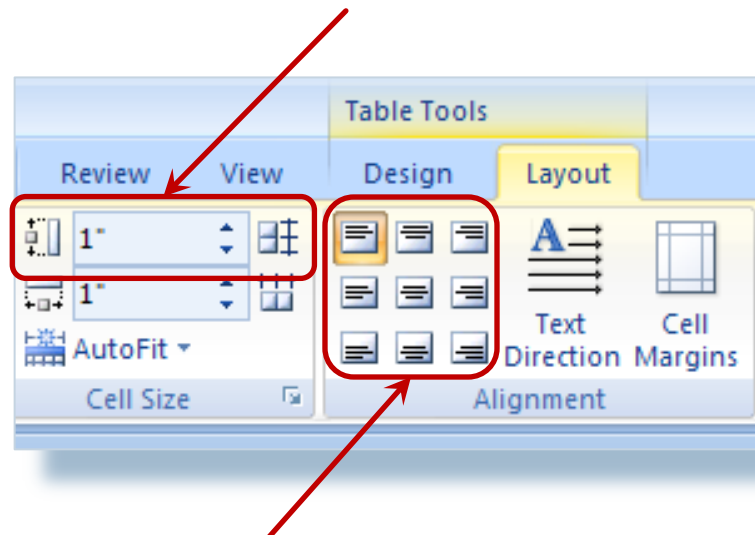 Table Tools
Review View Design Layout
1"
1"
AutoFit
Text Direction
Cell Margins
Cell Size
Alignment